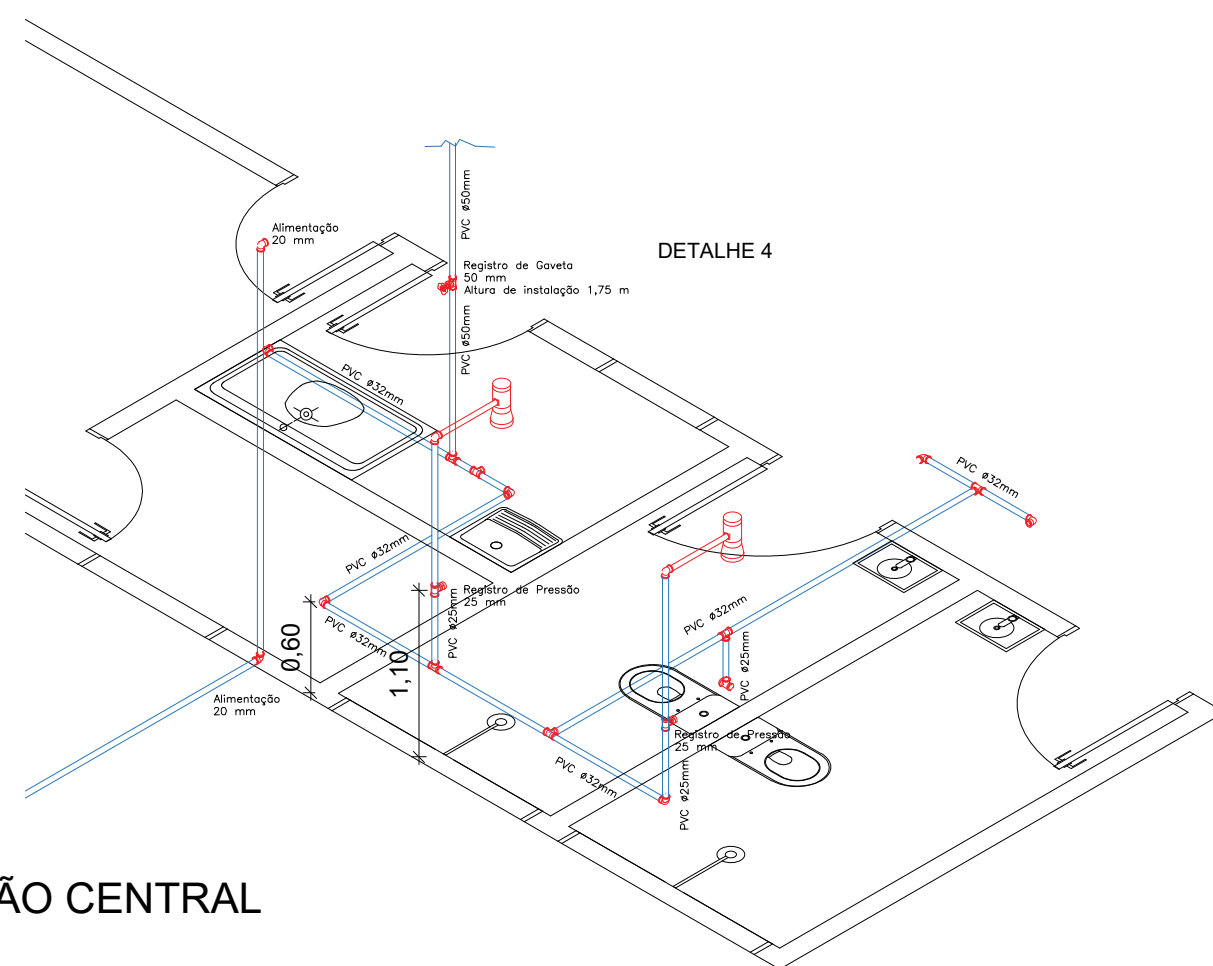 PVC ø50mm
Alimentação
20 mm
DETALHE 4
Registro de Gaveta
50 mm
Altura de instalação 1,75 m
PVC ø50mm
PVC ø32mm
PVC ø32mm
PVC ø32mm
Registro de Pressão
25 mm
PVC ø25mm
0,60
1,10
PVC ø32mm
PVC ø32mm
PVC ø25mm
Alimentação
20 mm
Registro de Pressão
25 mm
PVC ø32mm
PVC ø25mm
ÃO CENTRAL